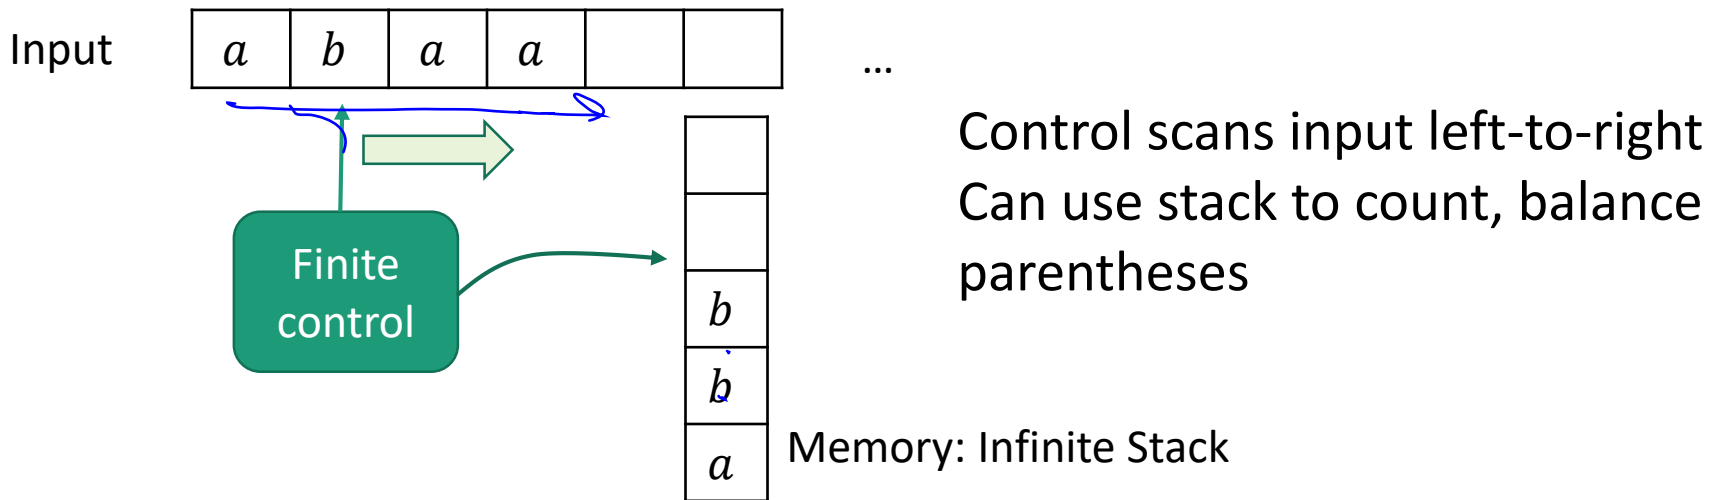 Input a b a a ...
Control scans input left-to-right
Can use stack to count, balance
parentheses
Finite
control
b
b
a
Memory: Infinite Stack